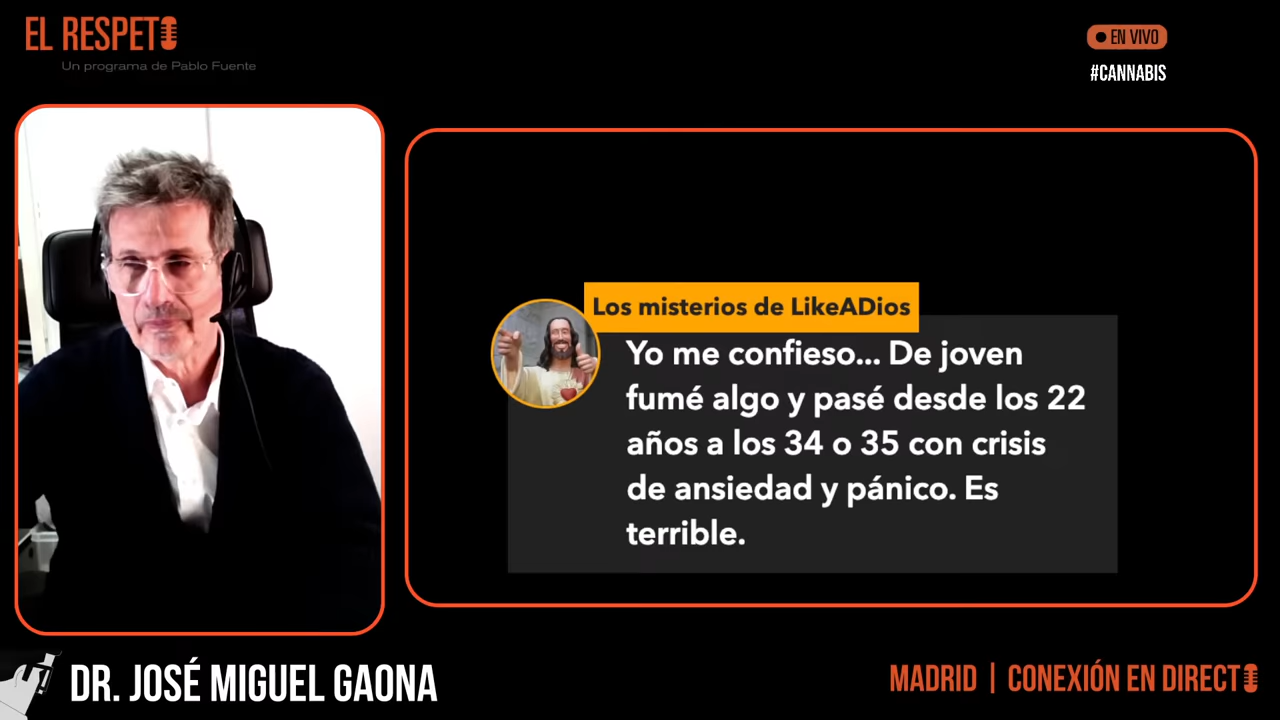 EL RESPETO
Un programa de Pablo Fuente
EN VIVO
#CANNABIS
Los misterios de LikeADios
Yo me confieso... De joven
fumé algo y pasé desde los 22
años a los 34 o 35 con crisis
de ansiedad y pánico. Es
terrible.
DR. JOSÉ MIGUEL GAONA
MADRID | CONEXIÓN EN DIRECTO